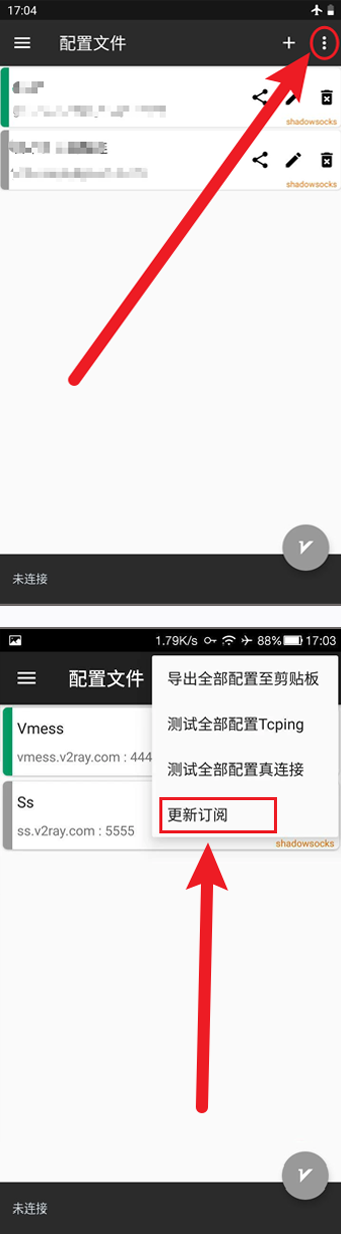 17:04
配置文件
shadowsocks
shadowsocks
未连接
1.79K/s 88% 17:03
配置文件
导出全部配置至剪贴板
Vmess
测试全部配置Tcping
vmess.v2ray.com : 444
测试全部配置真连接
Ss
更新订阅
ss.v2ray.com : 5555
shadowsocks
未连接